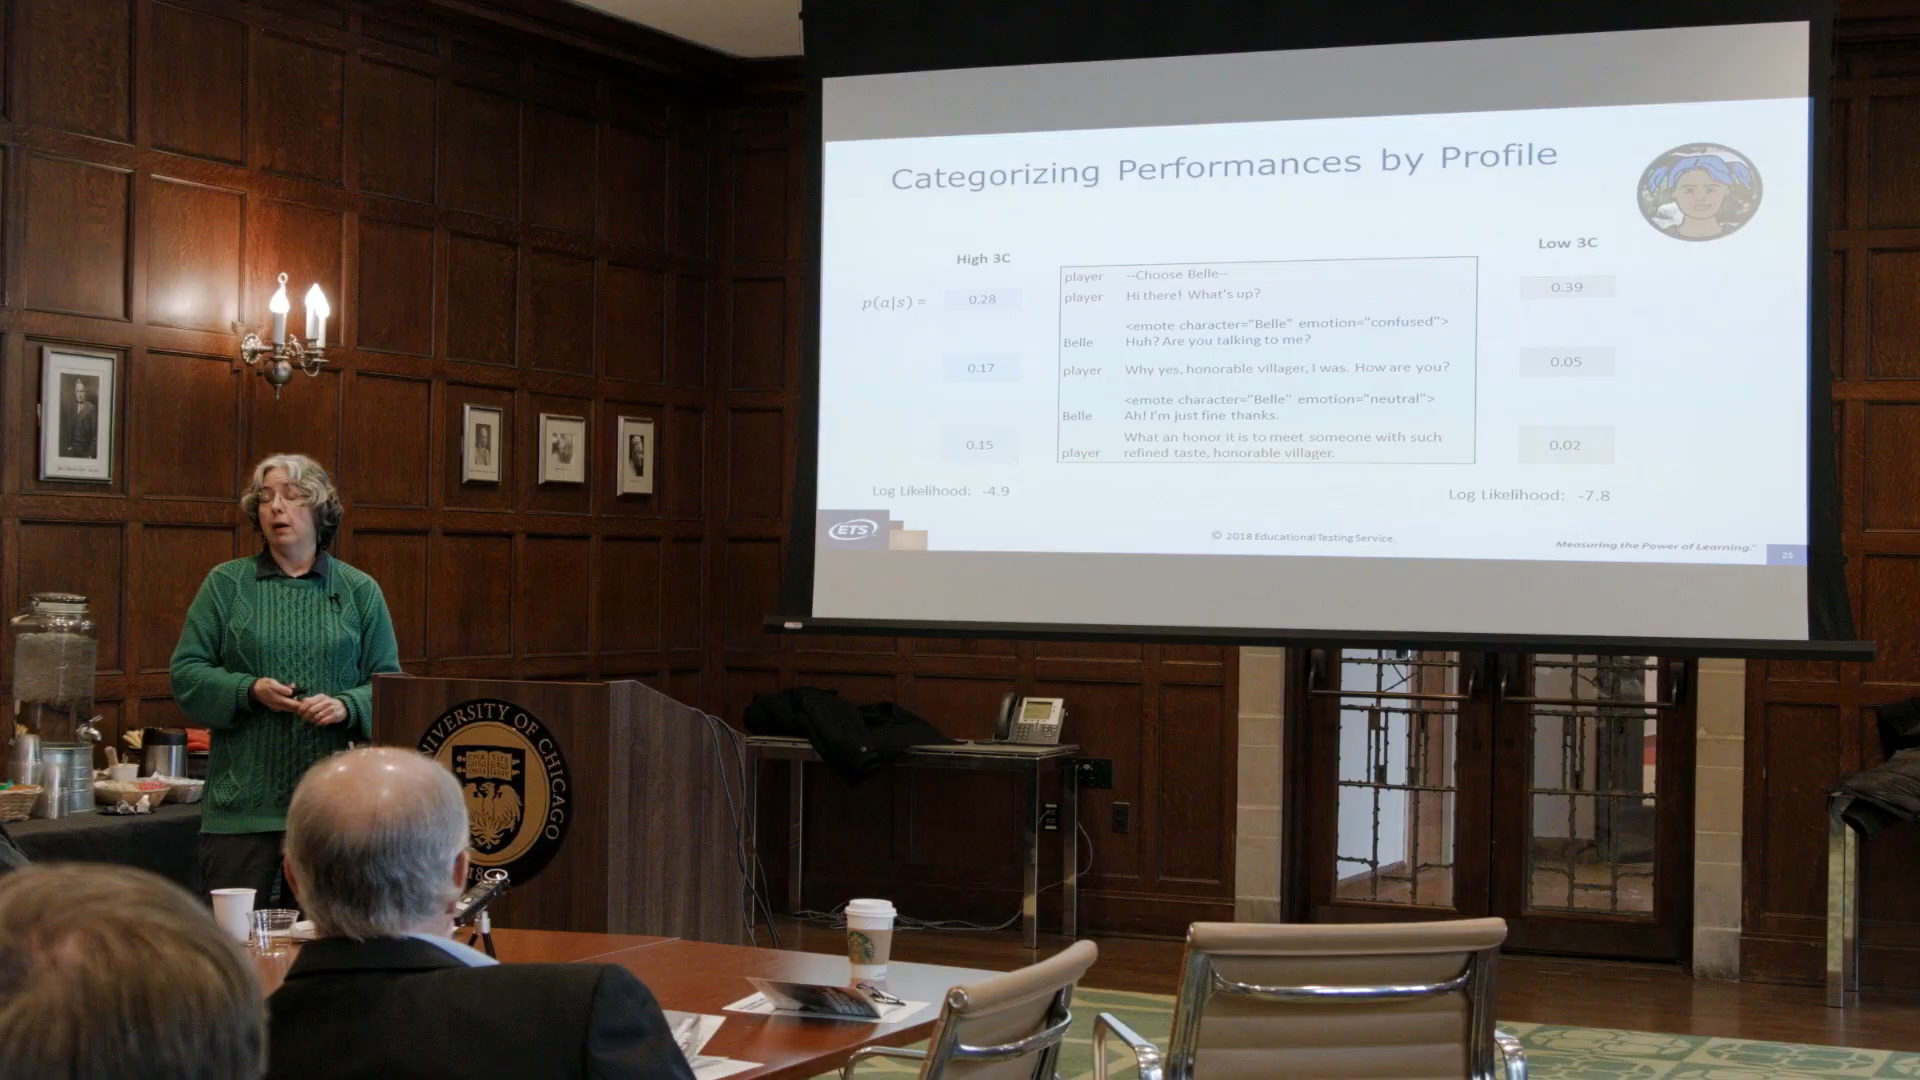 Categorizing Performances by Profile
High 3C
Low 3C
p(a|s) =
0.28
0.17
0.15
player --Choose Belle--
player Hi there! What's up?
<emote character="Belle" emotion="confused">
Belle Huh? Are you talking to me?
player Why yes, honorable villager, I was. How are you?
<emote character="Belle" emotion="neutral">
Belle Ah! I'm just fine thanks.
What an honor it is to meet someone with such
player refined taste, honorable villager.
0.39
0.05
0.02
Log Likelihood: -4.9
Log Likelihood: -7.8
ETS
© 2018 Educational Testing Service.
Measuring the Power of Learning.™
23
UNIVERSITY OF CHICAGO